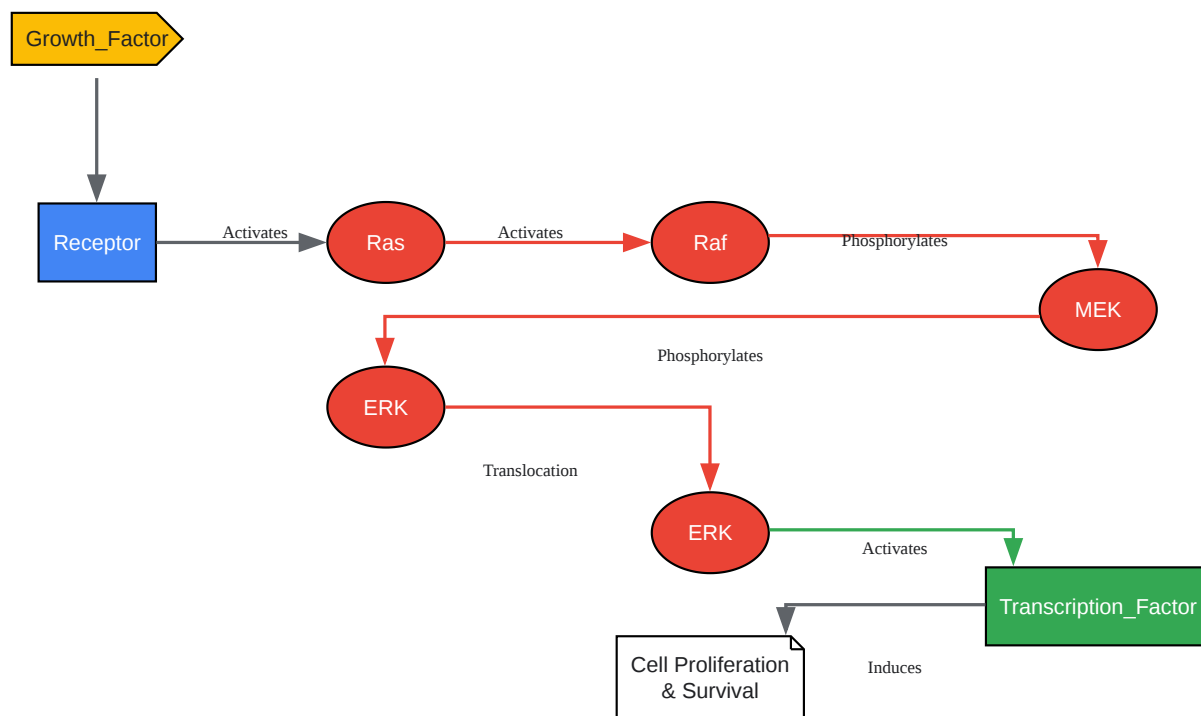 Growth_Factor
Receptor
Activates
Ras
Activates
Raf
Phosphorylates
MEK
Phosphorylates
ERK
Translocation
ERK
Activates
Transcription_Factor
Induces
Cell Proliferation
& Survival